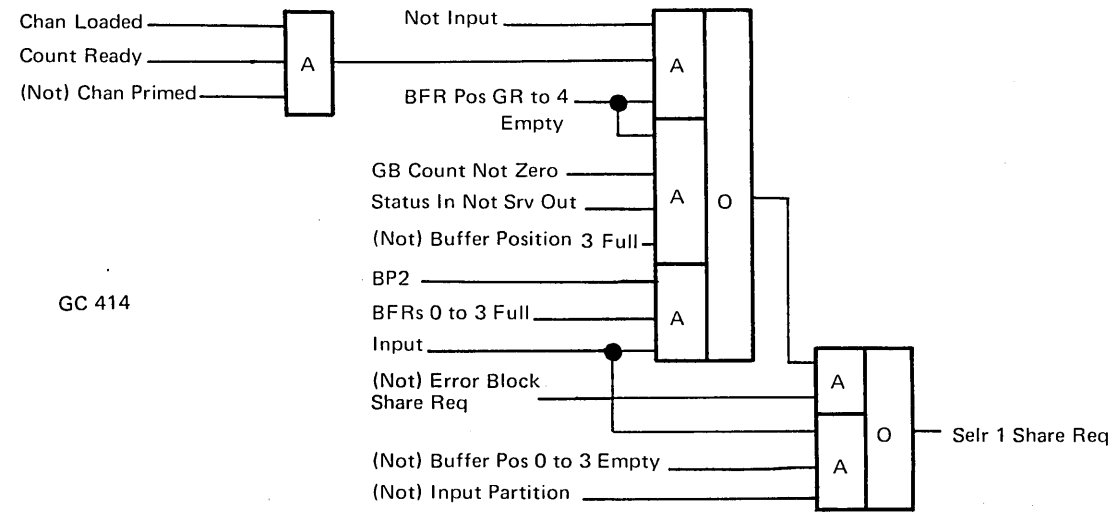 Chan Loaded
Count Ready
(Not) Chan Primed
A
Not Input
A
BFR Pos GR to 4
Empty
GB Count Not Zero
Status In Not Srv Out
A
O
(Not) Buffer Position 3 Full
BP2
BFRs 0 to 3 Full
A
Input
GC 414
(Not) Error Block
Share Req
A
O
Selr 1 Share Req
(Not) Buffer Pos 0 to 3 Empty
A
(Not) Input Partition